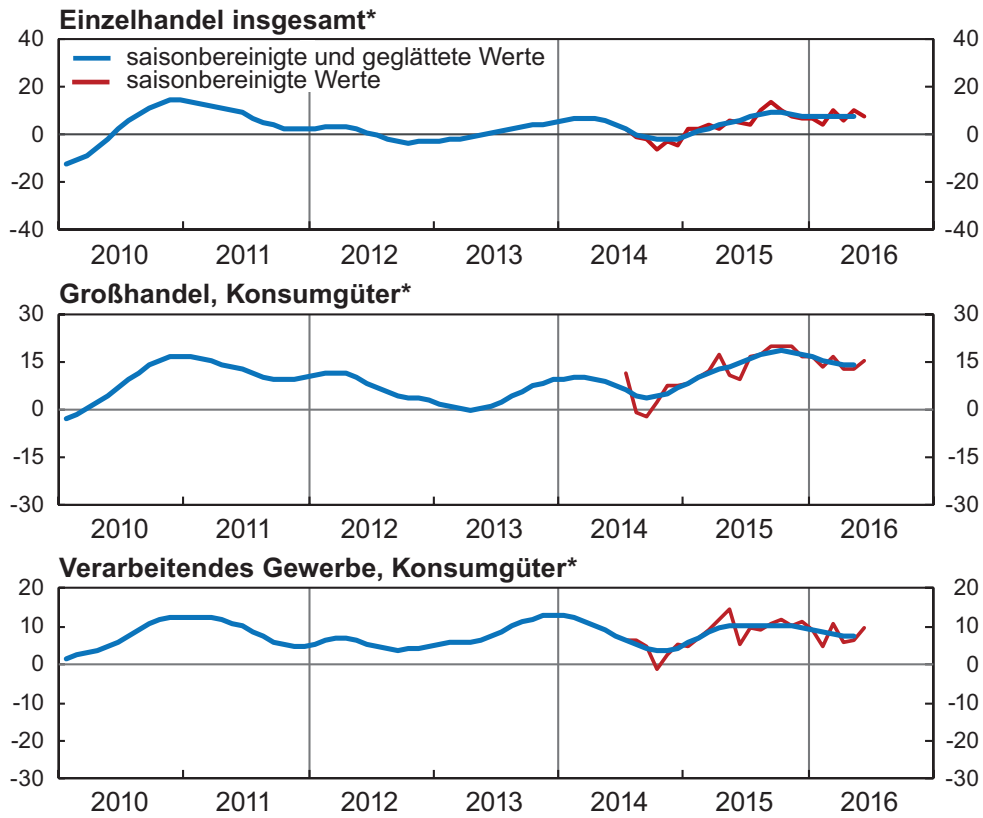 Einzelhandel insgesamt*
40 40
saisonbereinigte und geglättete Werte
saisonbereinigte Werte
20 20
0 0
-20 -20
-40 -40
2010 2011 2012 2013 2014 2015 2016
Großhandel, Konsumgüter*
30 30
15 15
0 0
-15 -15
-30 -30
2010 2011 2012 2013 2014 2015 2016
Verarbeitendes Gewerbe, Konsumgüter*
20 20
10 10
0 0
-10 -10
-20 -20
-30 -30
2010 2011 2012 2013 2014 2015 2016